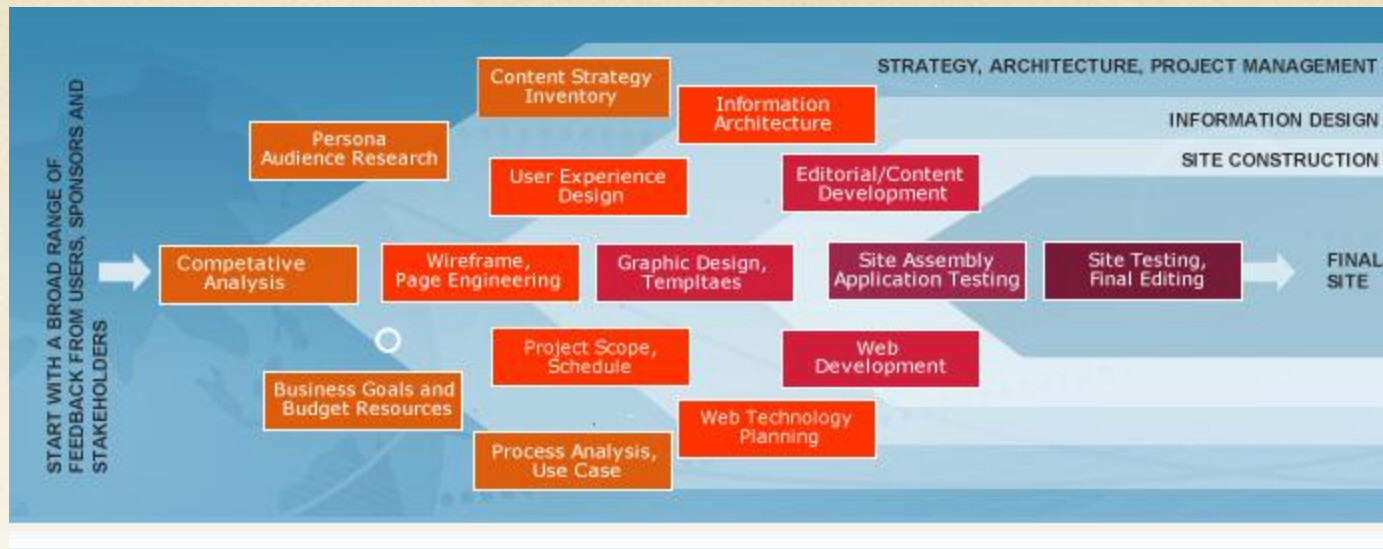 START WITH A BROAD RANGE OF
FEEDBACK FROM USERS, SPONSORS AND
STAKEHOLDERS
Competative
Analysis
Persona
Audience Research
Business Goals and
Budget Resources
Content Strategy
Inventory
User Experience
Design
Wireframe,
Page Engineering
Project Scope,
Schedule
Process Analysis,
Use Case
Information
Architecture
Graphic Design,
Templtaes
Web Technology
Planning
Editorial/Content
Development
Site Assembly
Application Testing
Web
Development
Site Testing,
Final Editing
STRATEGY, ARCHITECTURE, PROJECT MANAGEMENT
INFORMATION DESIGN
SITE CONSTRUCTION
FINAL
SITE